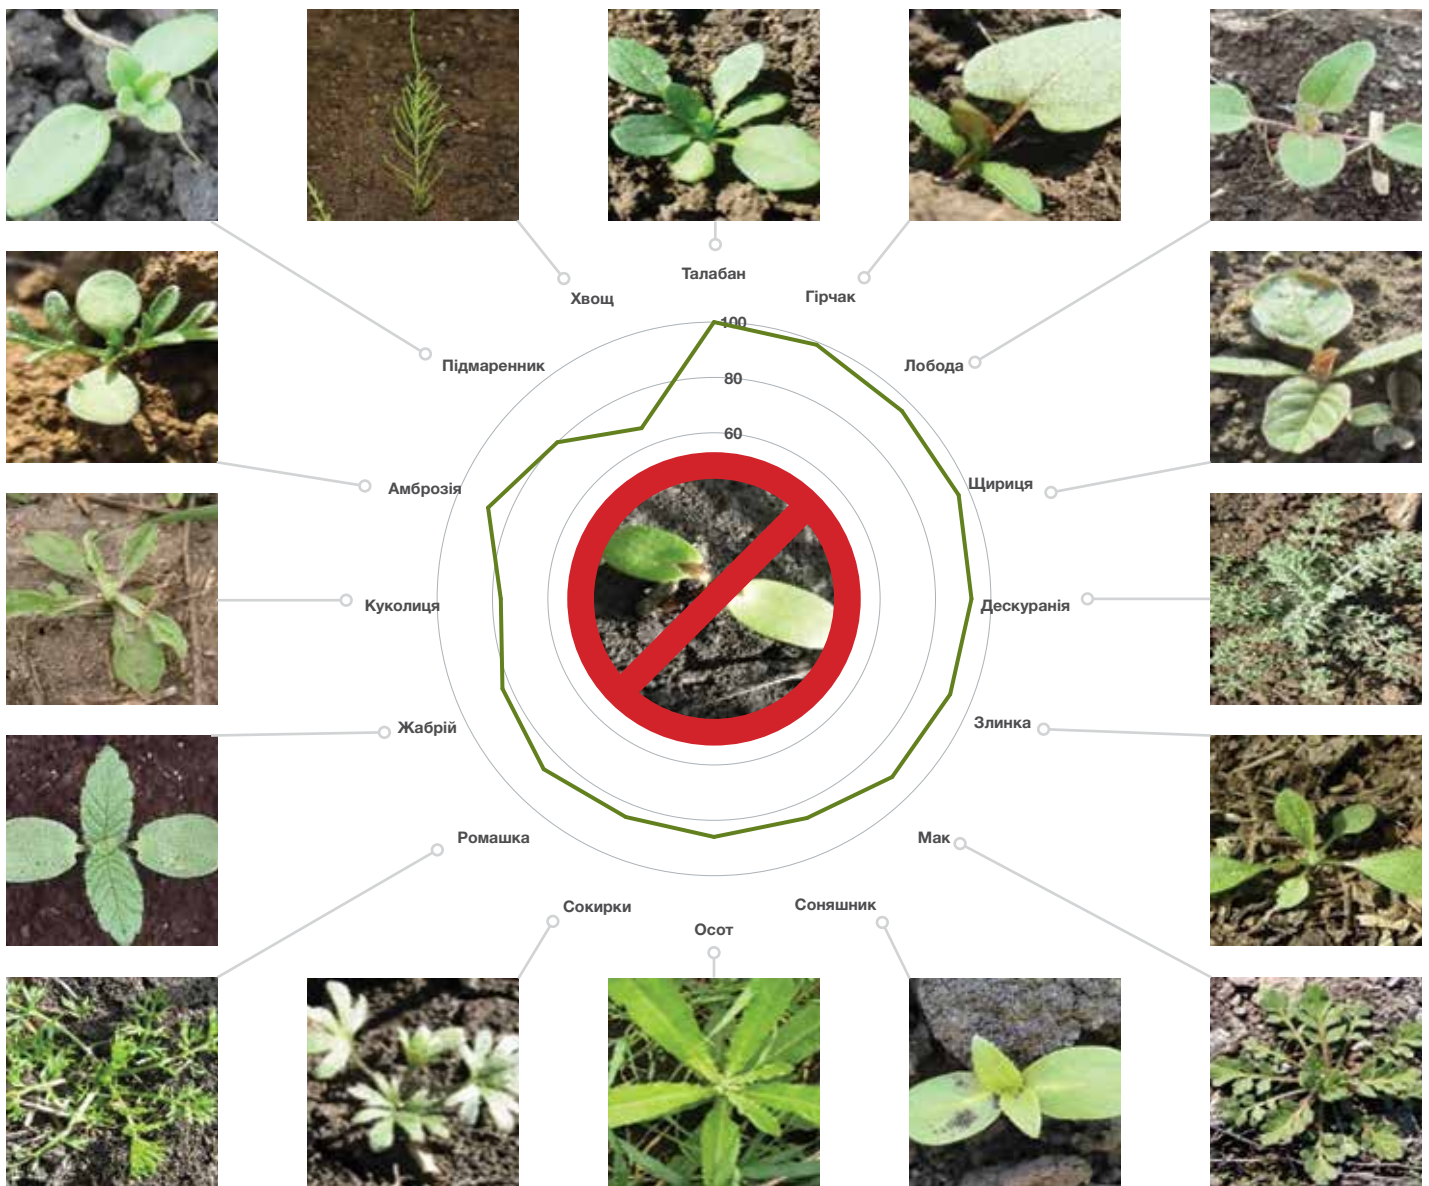 Талабан
Хвощ
Гірчак
Підмаренник
Лобода
100
80
60
Амброзія
Щириця
Куколиця
Дескуранія
Жабрій
Злинка
Ромашка
Мак
Сокирки
Соняшник
Осот